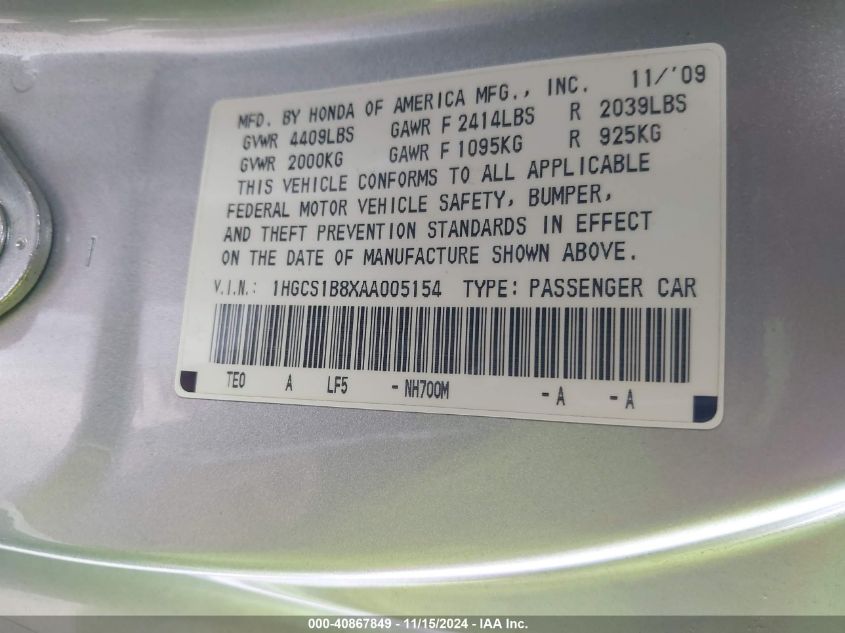 MFD. BY HONDA OF AMERICA MFG., INC. 11/'09
GVWR 4409LBS GAWR F 2414LBS R 2039LBS
GVWR 2000KG GAWR F 1095KG R 925KG
THIS VEHICLE CONFORMS TO ALL APPLICABLE
FEDERAL MOTOR VEHICLE SAFETY, BUMPER,
AND THEFT PREVENTION STANDARDS IN EFFECT
ON THE DATE OF MANUFACTURE SHOWN ABOVE.
V.I.N.: 1HGCS1B8XAA005154 TYPE: PASSENGER CAR
TE0 A LF5 - NH700M - A - A
000-40867849 - 11/15/2024 - IAA Inc.